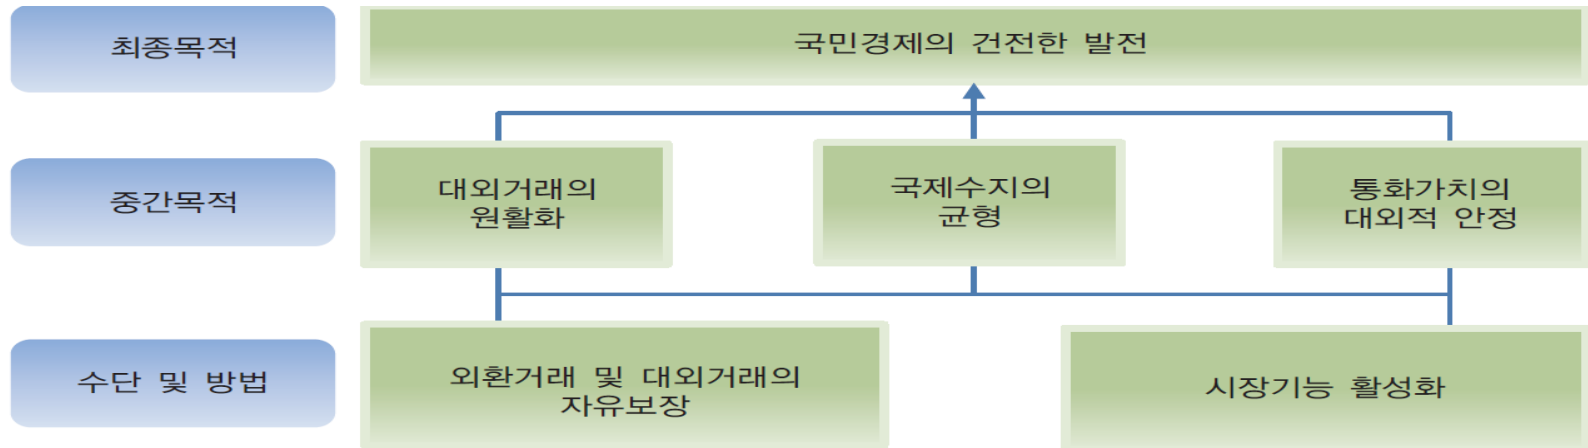 최종목적
국민경제의 건전한 발전
중간목적
대외거래의
원활화
국제수지의
균형
통화가치의
대외적 안정
수단 및 방법
외환거래 및 대외거래의
자유보장
시장기능 활성화